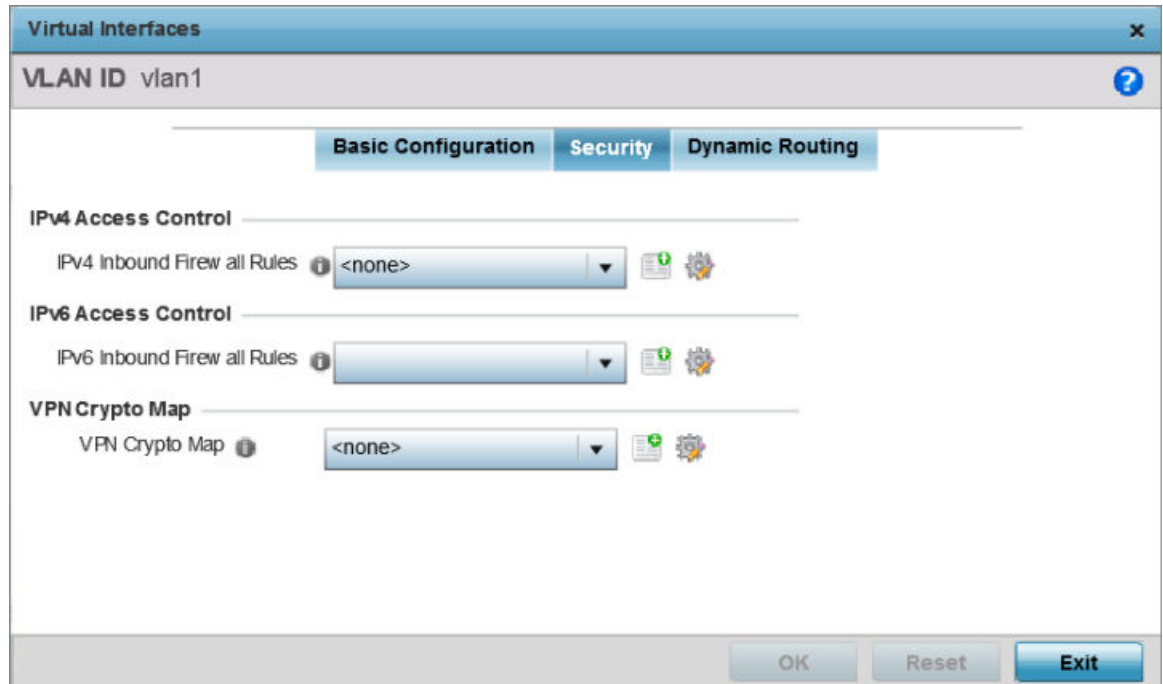 Virtual Interfaces
VLAN ID vlan1
Basic Configuration Security Dynamic Routing
IPv4 Access Control
IPv4 Inbound Firew all Rules <none>
IPv6 Access Control
IPv6 Inbound Firew all Rules
VPN Crypto Map
VPN Crypto Map <none>
OK Reset Exit